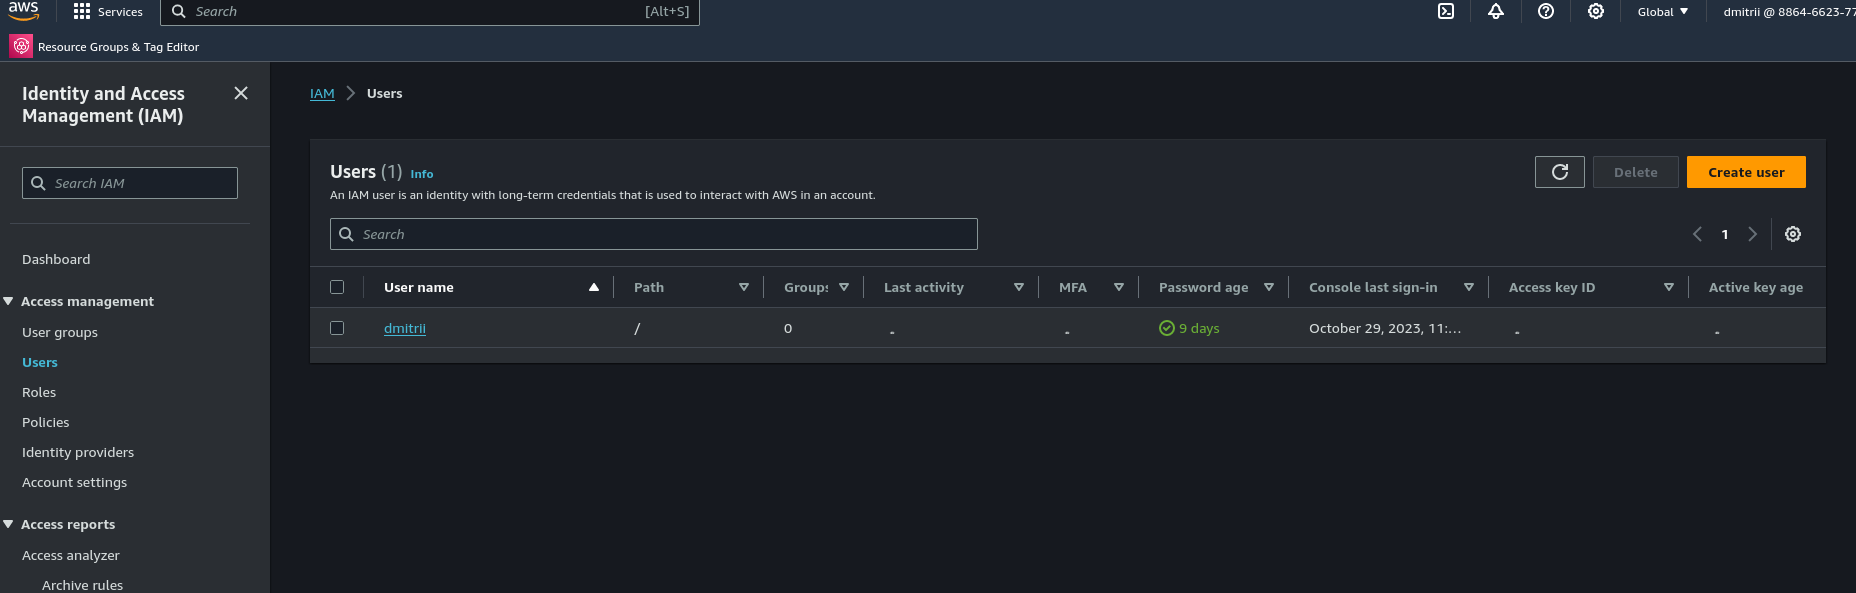 aws Services Search [Alt+S] Global dmitrii @ 8864-6623-77
Resource Groups & Tag Editor
Identity and Access
Management (IAM)
Search IAM
Dashboard
Access management
User groups
Users
Roles
Policies
Identity providers
Account settings
Access reports
Access analyzer
Archive rules
IAM > Users
Users (1) Info
An IAM user is an identity with long-term credentials that is used to interact with AWS in an account.
Delete
Create user
Search
1
User name Path Groups Last activity MFA Password age Console last sign-in Access key ID Active key age
dmitrii / 0 - - 9 days October 29, 2023, 11:... - -